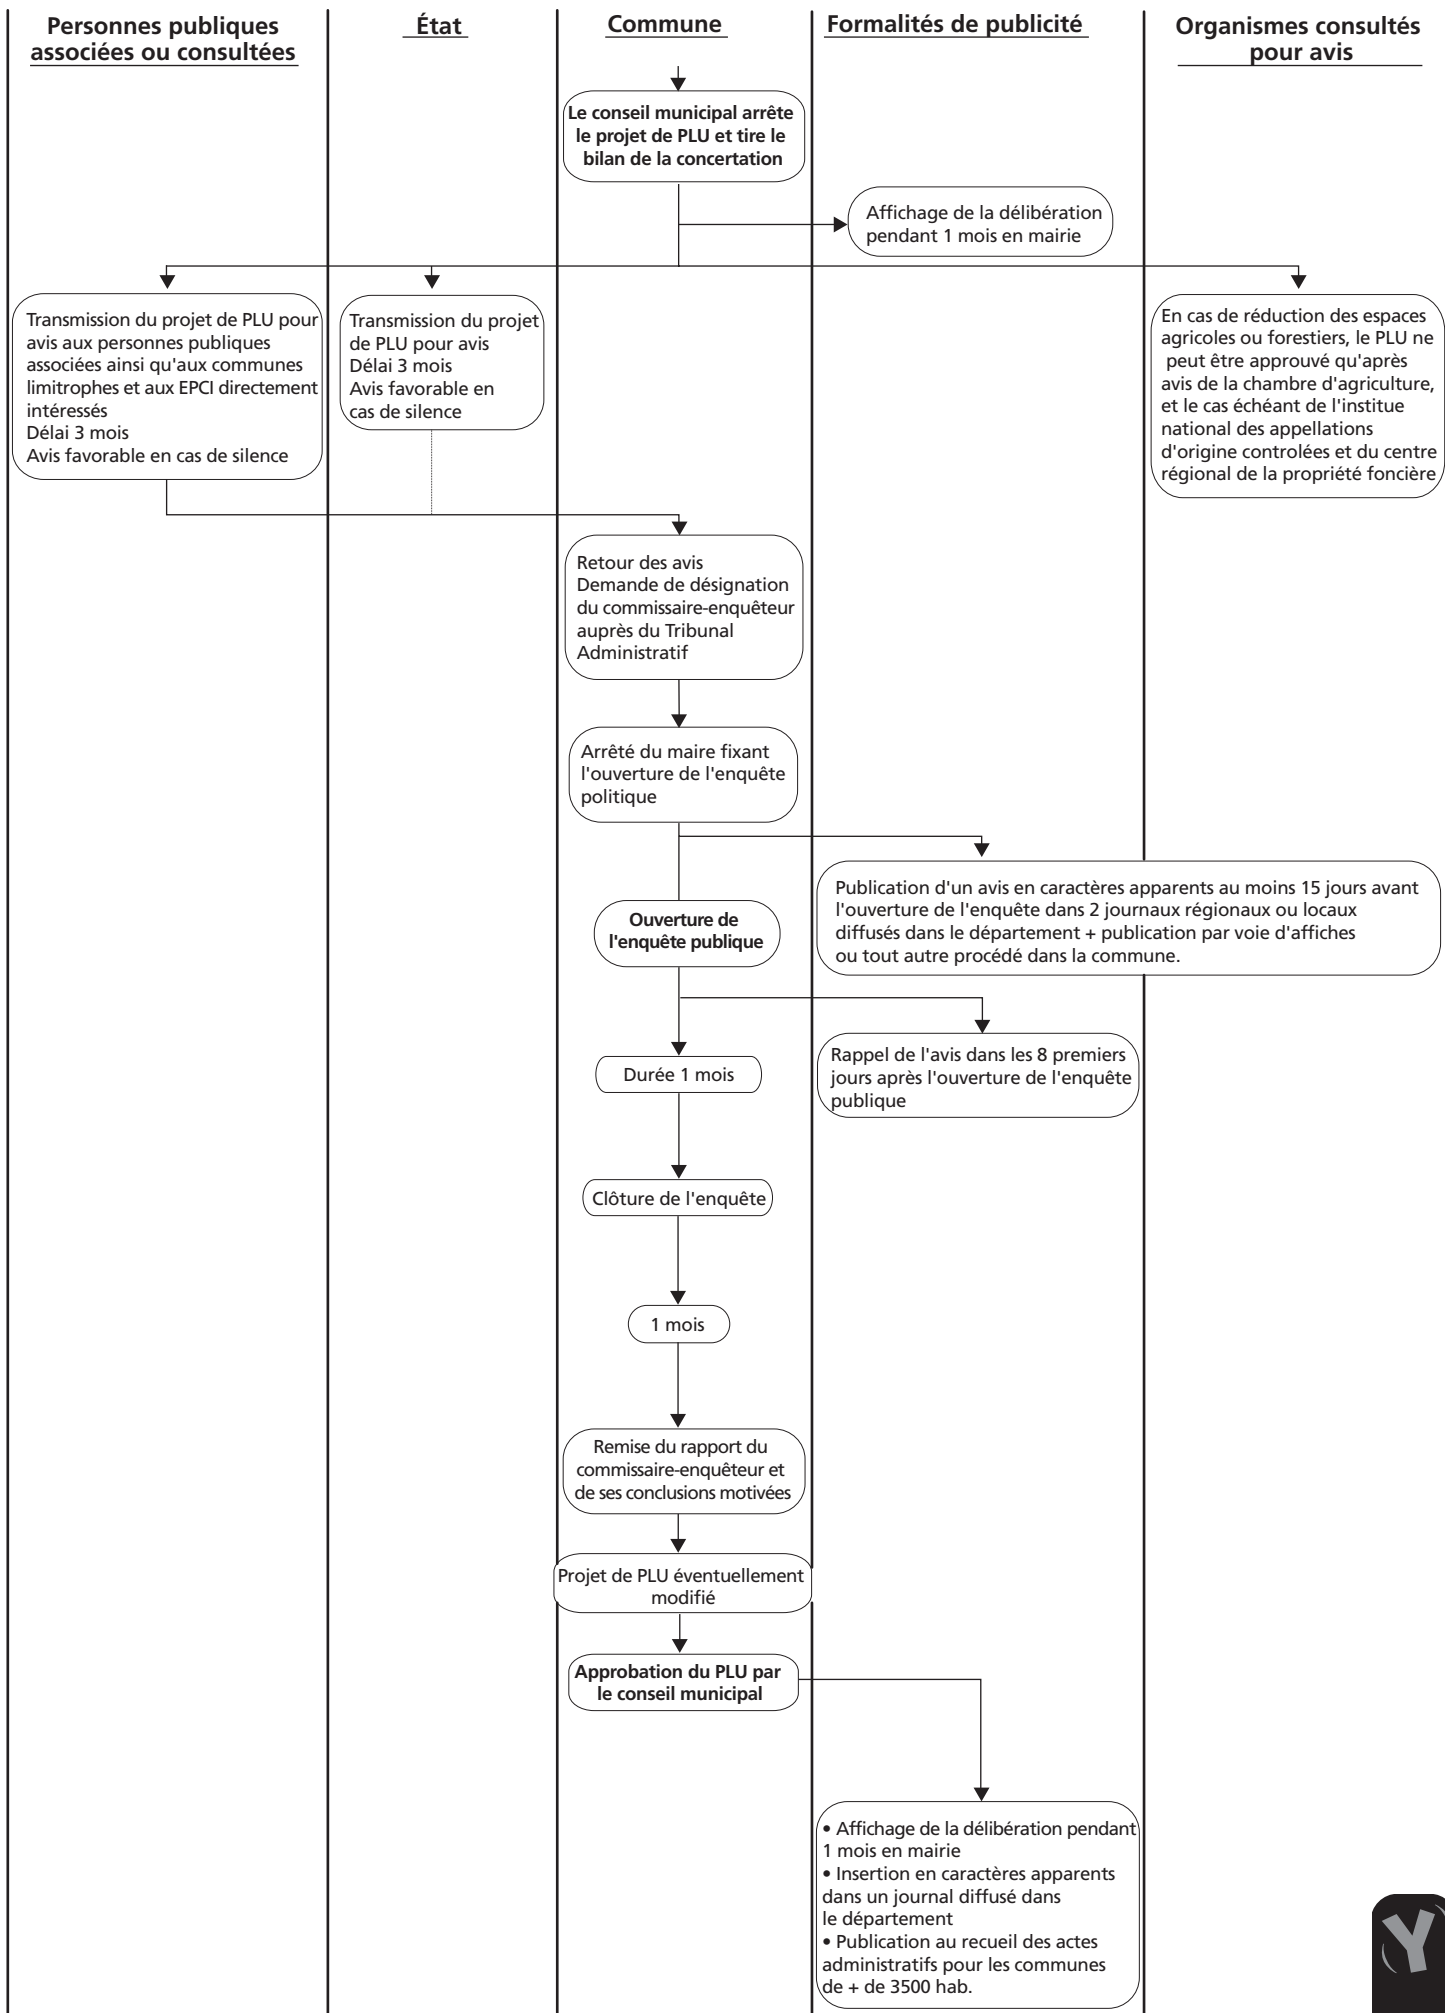 Personnes publiques
associées ou consultées
État
Commune
Formalités de publicité
Organismes consultés
pour avis
Le conseil municipal arrête
le projet de PLU et tire le
bilan de la concertation
Affichage de la délibération
pendant 1 mois en mairie
Transmission du projet de PLU pour
avis aux personnes publiques
associées ainsi qu'aux communes
limitrophes et aux EPCI directement
intéressés
Délai 3 mois
Avis favorable en cas de silence
Transmission du projet
de PLU pour avis
Délai 3 mois
Avis favorable en
cas de silence
En cas de réduction des espaces
agricoles ou forestiers, le PLU ne
peut être approuvé qu'après
avis de la chambre d'agriculture,
et le cas échéant de l'institue
national des appellations
d'origine controlées et du centre
régional de la propriété foncière
Retour des avis
Demande de désignation
du commissaire-enquêteur
auprès du Tribunal
Administratif
Arrêté du maire fixant
l'ouverture de l'enquête
politique
Publication d'un avis en caractères apparents au moins 15 jours avant
l'ouverture de l'enquête dans 2 journaux régionaux ou locaux
diffusés dans le département + publication par voie d'affiches
ou tout autre procédé dans la commune.
Ouverture de
l'enquête publique
Rappel de l'avis dans les 8 premiers
jours après l'ouverture de l'enquête
publique
Durée 1 mois
Clôture de l'enquête
1 mois
Remise du rapport du
commissaire-enquêteur et
de ses conclusions motivées
Projet de PLU éventuellement
modifié
Approbation du PLU par
le conseil municipal
• Affichage de la délibération pendant
1 mois en mairie
• Insertion en caractères apparents
dans un journal diffusé dans
le département
• Publication au recueil des actes
administratifs pour les communes
de + de 3500 hab.
Y